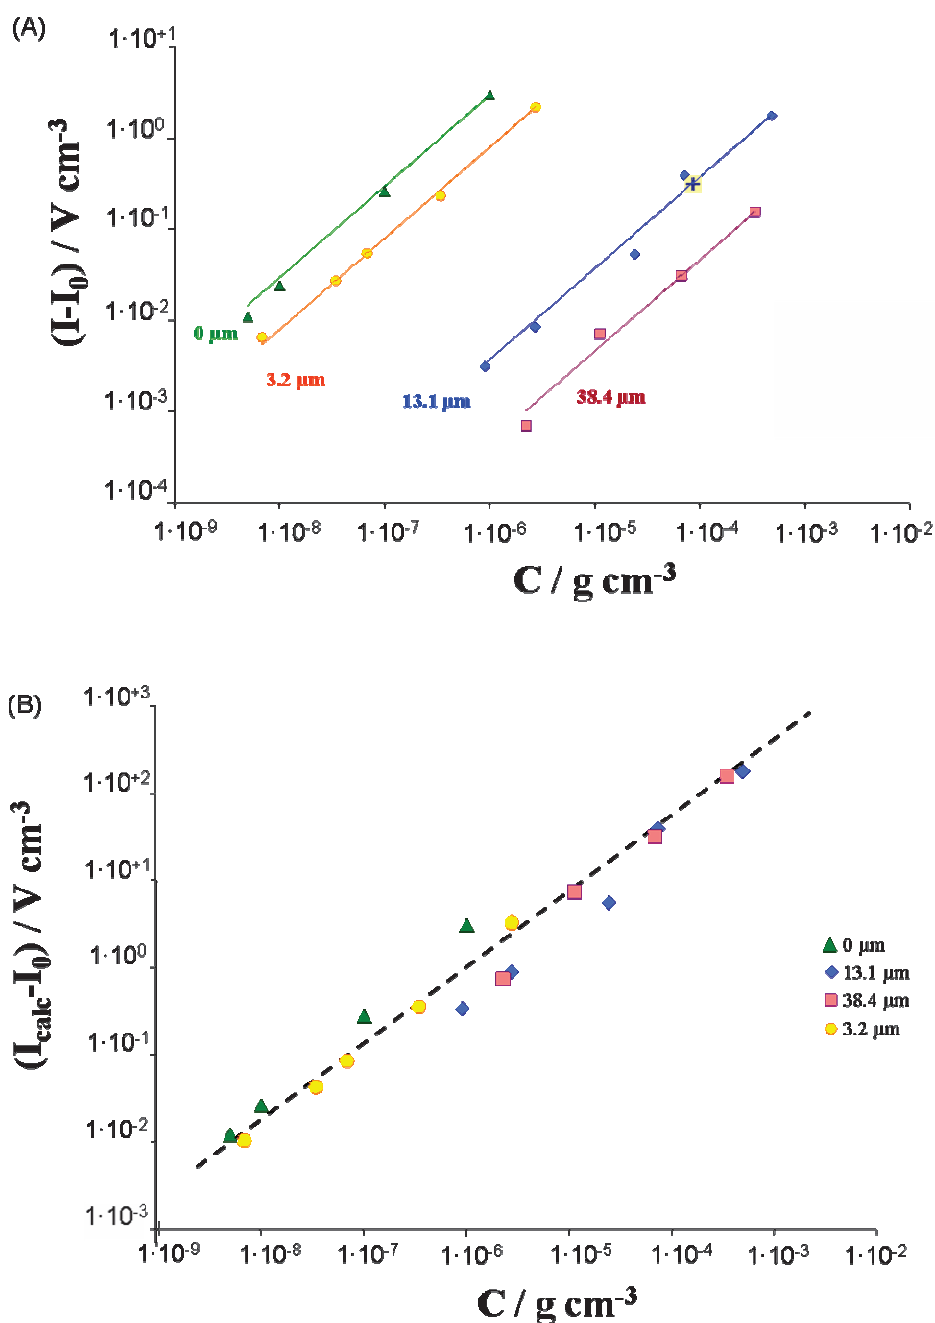 (A)
1·10⁺¹
1·10⁰
1·10⁻¹
1·10⁻²
1·10⁻³
1·10⁻⁴
(I-I₀) / V cm⁻³
0 µm
3.2 µm
13.1 µm
38.4 µm
1·10⁻⁹ 1·10⁻⁸ 1·10⁻⁷ 1·10⁻⁶ 1·10⁻⁵ 1·10⁻⁴ 1·10⁻³ 1·10⁻²
C / g cm⁻³
(B)
1·10⁺³
1·10⁺²
1·10⁺¹
1·10⁰
1·10⁻¹
1·10⁻²
1·10⁻³
(I_calc-I₀) / V cm⁻³
0 µm
13.1 µm
38.4 µm
3.2 µm
1·10⁻⁹ 1·10⁻⁸ 1·10⁻⁷ 1·10⁻⁶ 1·10⁻⁵ 1·10⁻⁴ 1·10⁻³ 1·10⁻²
C / g cm⁻³